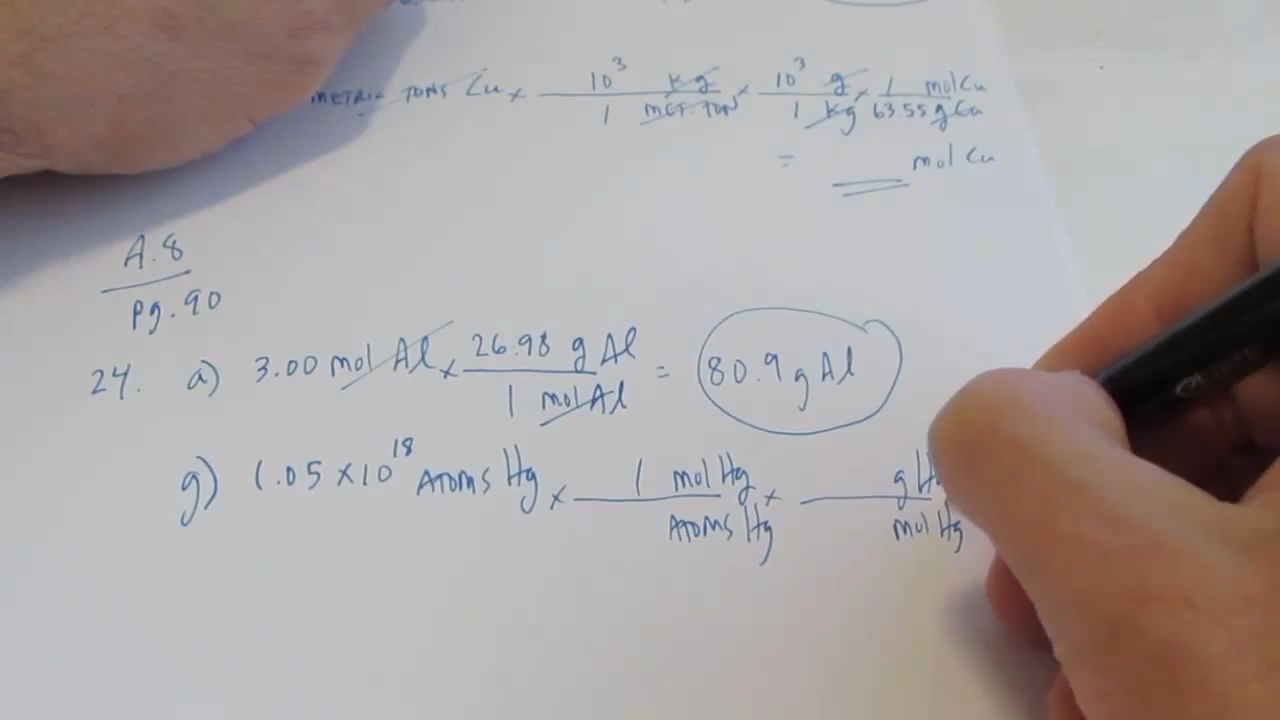 METRIC TONS Cu × 10³ kg / 1 MET. TON × 10³ g / 1 kg × 1 mol Cu / 63.55 g Cu
= ___ mol Cu
A.8
pg. 90
24. a) 3.00 mol Al × 26.98 g Al / 1 mol Al = 80.9 g Al
g) 1.05 × 10¹⁸ ATOMS Hg × 1 mol Hg / ATOMS Hg × g / mol Hg